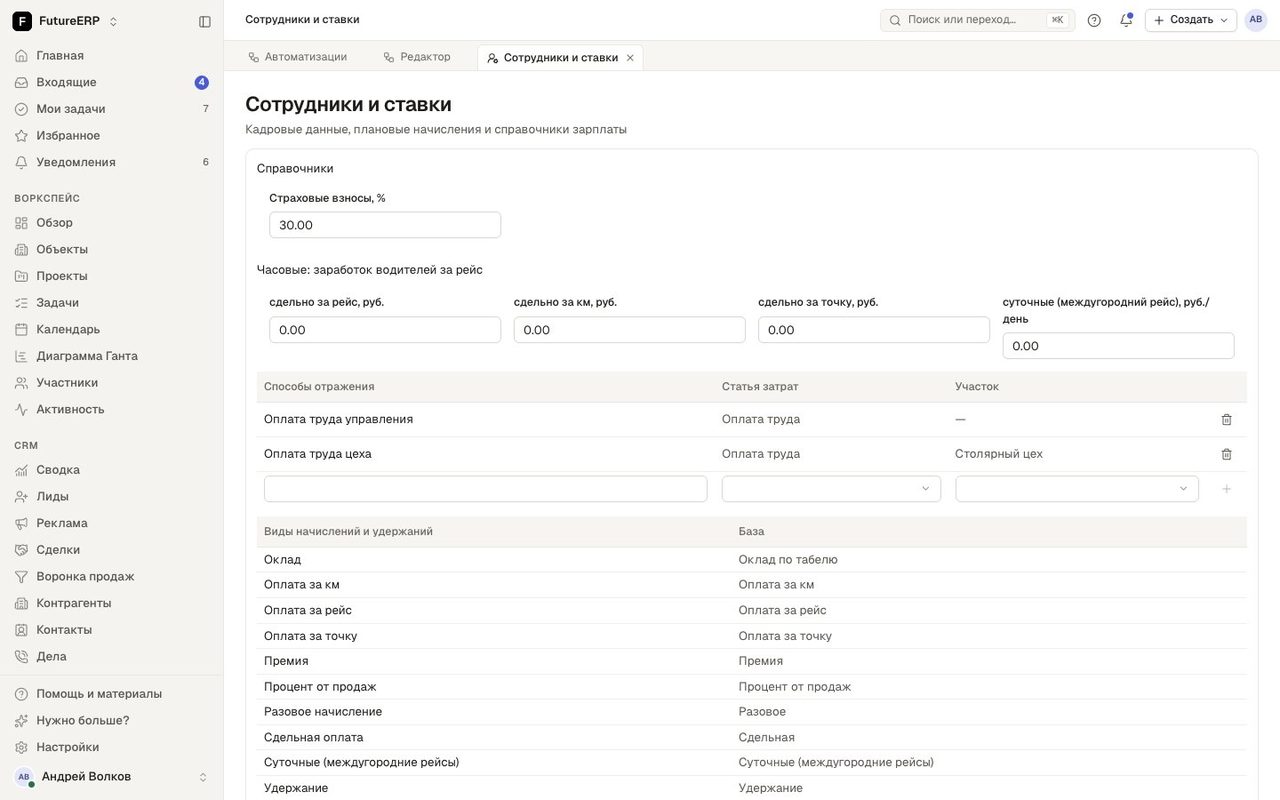 FutureERP
Сотрудники и ставки
Поиск или переход...
⌘K
Создать
АВ
Главная
Входящие
4
Мои задачи
7
Избранное
Уведомления
6
ВОРКСПЕЙС
Обзор
Объекты
Проекты
Задачи
Календарь
Диаграмма Ганта
Участники
Активность
CRM
Сводка
Лиды
Реклама
Сделки
Воронка продаж
Контрагенты
Контакты
Дела
Помощь и материалы
Нужно больше?
Настройки
АВ
Андрей Волков
Автоматизации
Редактор
Сотрудники и ставки
Сотрудники и ставки
Кадровые данные, плановые начисления и справочники зарплаты
Справочники
Страховые взносы, %
30.00
Часовые: заработок водителей за рейс
сдельно за рейс, руб.
сдельно за км, руб.
сдельно за точку, руб.
суточные (междугородний рейс), руб./
день
0.00
0.00
0.00
0.00
Способы отражения
Статья затрат
Участок
Оплата труда управления
Оплата труда
—
Оплата труда цеха
Оплата труда
Столярный цех
Виды начислений и удержаний
База
Оклад
Оклад по табелю
Оплата за км
Оплата за км
Оплата за рейс
Оплата за рейс
Оплата за точку
Оплата за точку
Премия
Премия
Процент от продаж
Процент от продаж
Разовое начисление
Разовое
Сдельная оплата
Сдельная
Суточные (междугородние рейсы)
Суточные (междугородние рейсы)
Удержание
Удержание